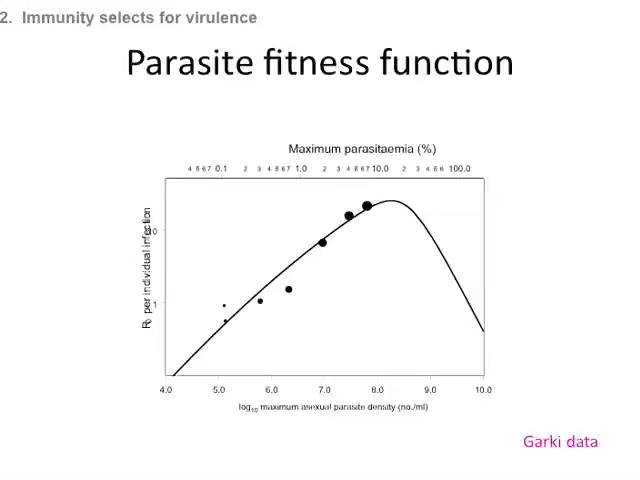 2. Immunity selects for virulence
Parasite fitness function
Maximum parasitaemia (%)
4 5 6 7 0.1 2 3 4 5 6 7 1.0 2 3 4 5 6 7 10.0 2 3 4 5 6 100.0
R₀ per individual infection
10
1
4.0 5.0 6.0 7.0 8.0 9.0 10.0
log₁₀ maximum asexual parasite density (no./ml)
Garki data